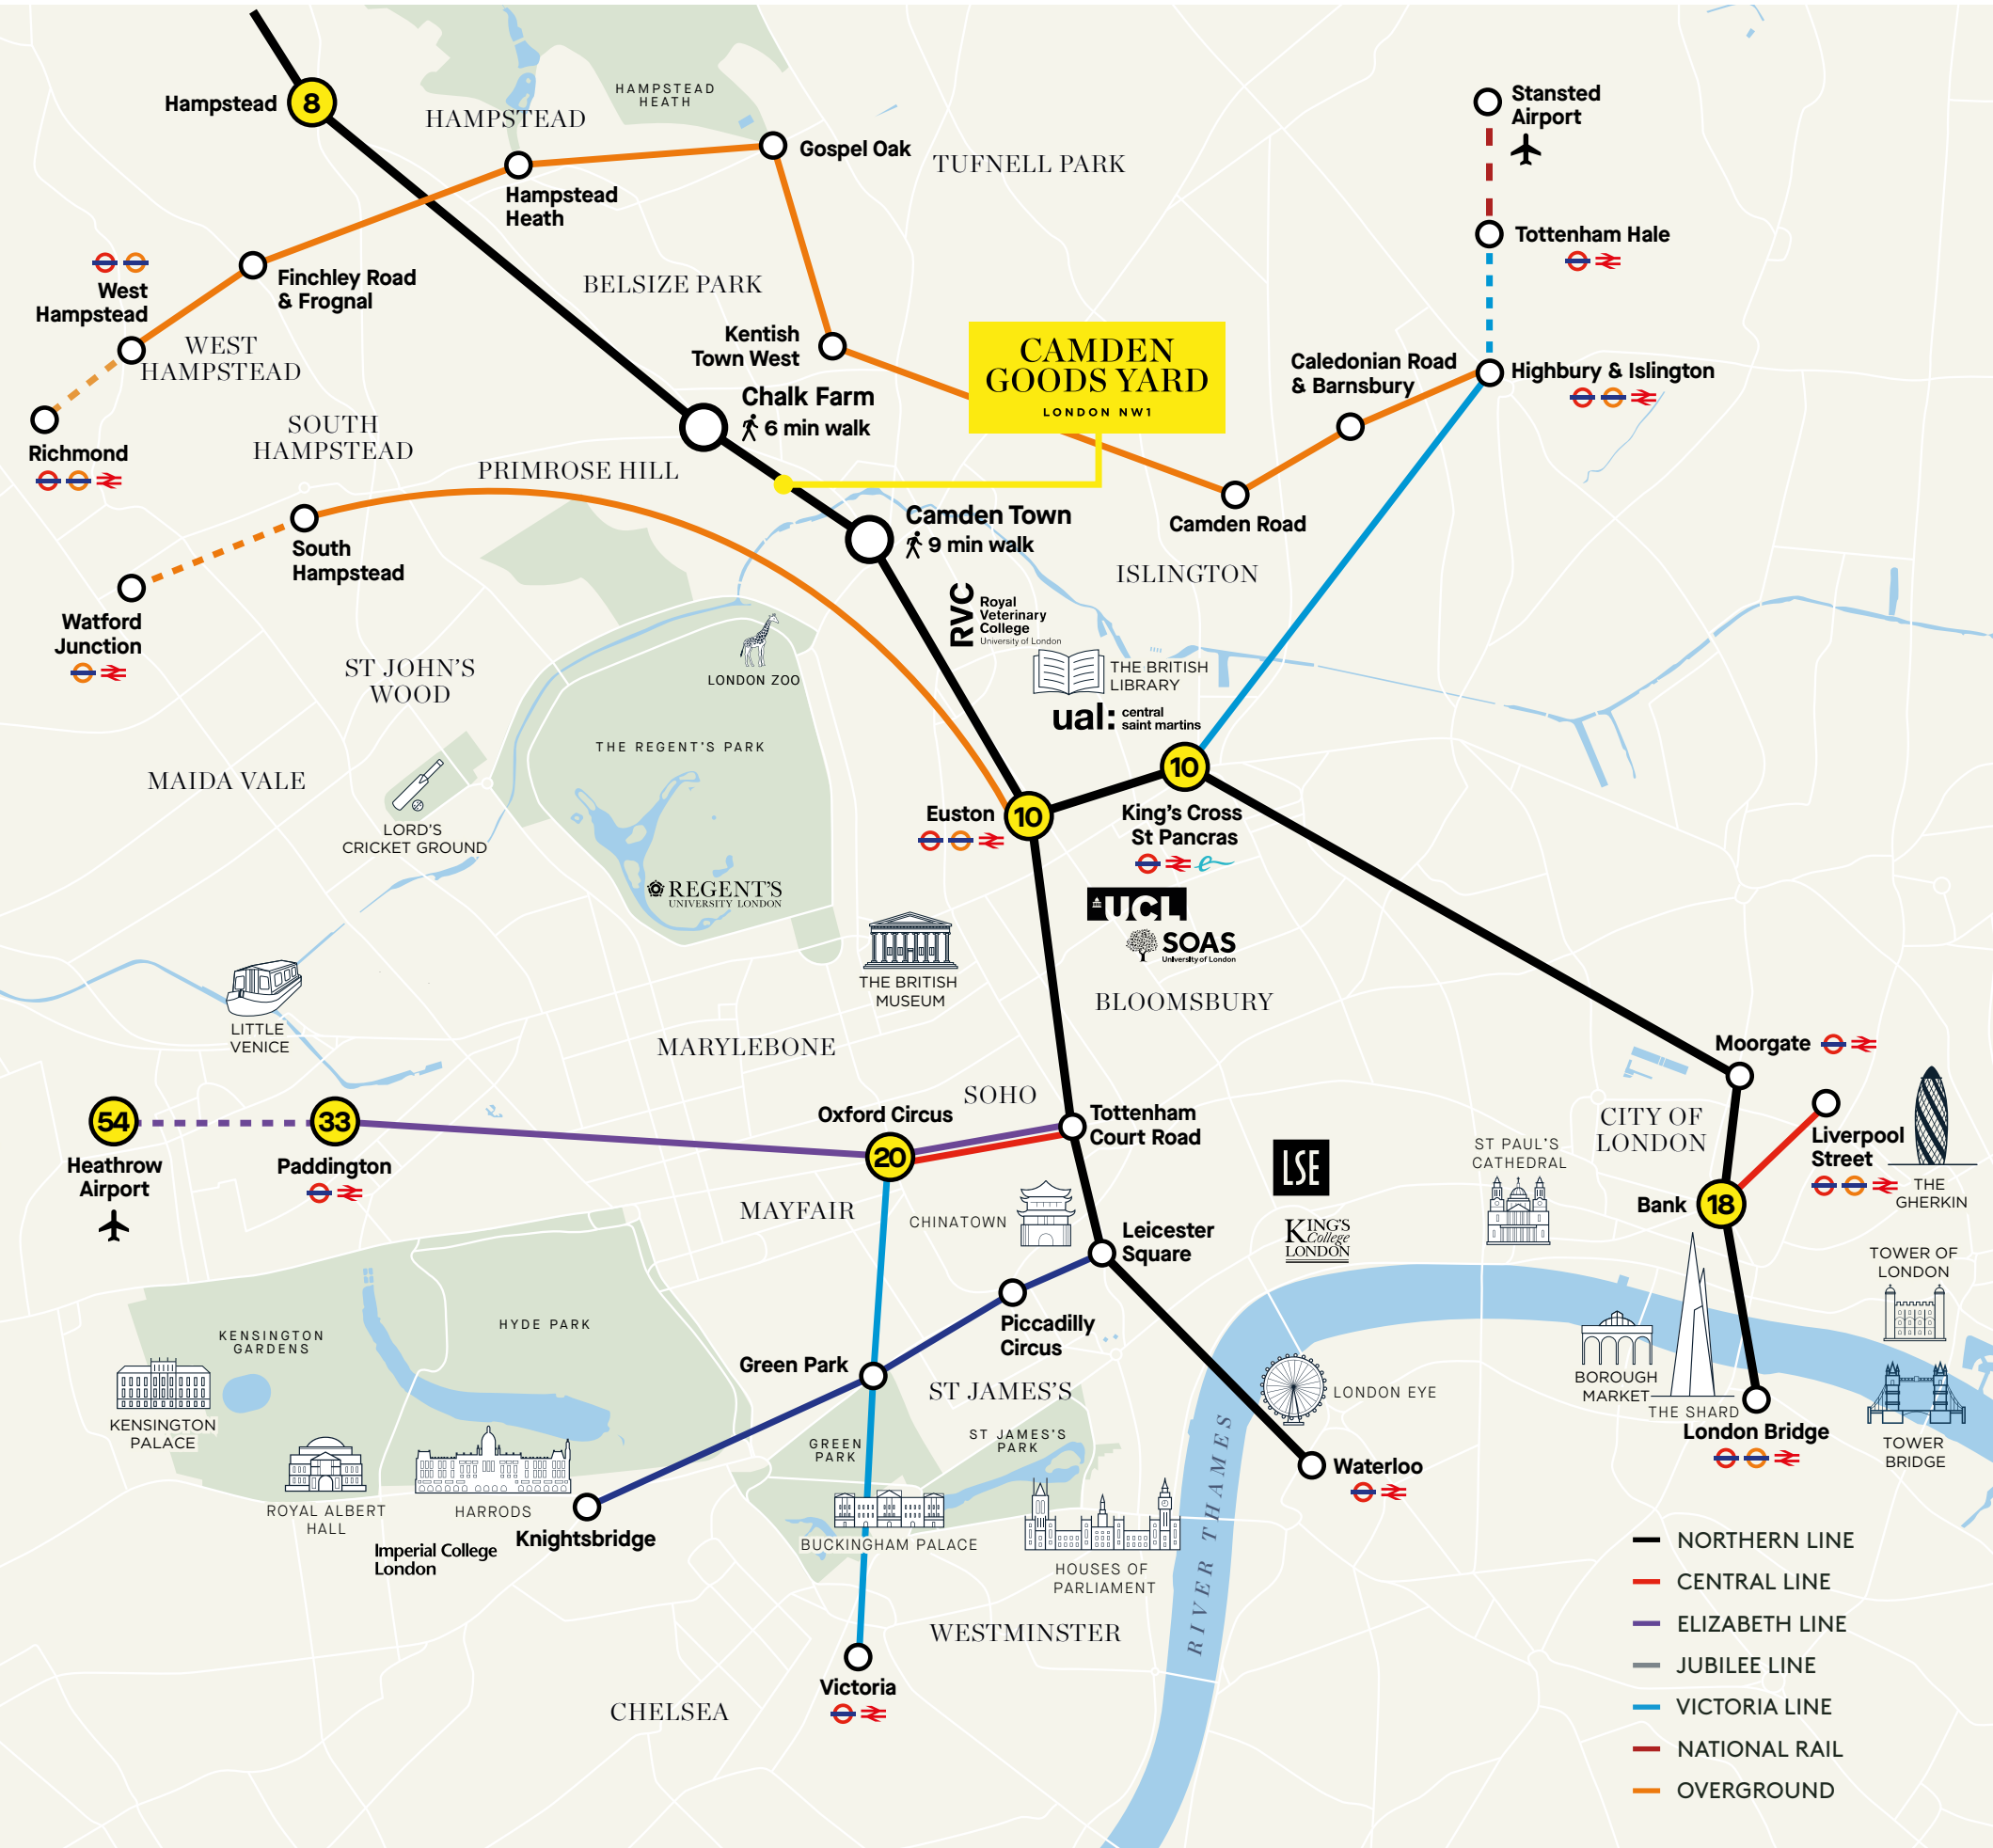 HAMPSTEAD
HEATH
Hampstead
8
HAMPSTEAD
Gospel Oak
TUFNELL PARK
Stansted
Airport
Hampstead
Heath
Tottenham Hale
West
Hampstead
Finchley Road
& Frognal
BELSIZE PARK
WEST
HAMPSTEAD
Kentish
Town West
CAMDEN
GOODS YARD
LONDON NW1
Caledonian Road
& Barnsbury
Highbury & Islington
Chalk Farm
6 min walk
Richmond
SOUTH
HAMPSTEAD
PRIMROSE HILL
Camden Town
9 min walk
Camden Road
South
Hampstead
ISLINGTON
Watford
Junction
RVC
Royal
Veterinary
College
University of London
ST JOHN'S
WOOD
LONDON ZOO
THE BRITISH
LIBRARY
ual:
central
saint martins
THE REGENT'S PARK
MAIDA VALE
LORD'S
CRICKET GROUND
Euston
10
10
King's Cross
St Pancras
REGENT'S
UNIVERSITY LONDON
UCL
SOAS
University of London
THE BRITISH
MUSEUM
BLOOMSBURY
LITTLE
VENICE
MARYLEBONE
Moorgate
SOHO
54
Heathrow
Airport
33
Paddington
Oxford Circus
20
Tottenham
Court Road
CITY OF
LONDON
Liverpool
Street
THE
GHERKIN
LSE
ST PAUL'S
CATHEDRAL
MAYFAIR
CHINATOWN
Leicester
Square
KING'S
College
LONDON
Bank
18
TOWER OF
LONDON
KENSINGTON
GARDENS
HYDE PARK
Piccadilly
Circus
Green Park
ST JAMES'S
LONDON EYE
BOROUGH
MARKET
THE SHARD
London Bridge
KENSINGTON
PALACE
GREEN
PARK
ST JAMES'S
PARK
TOWER
BRIDGE
Waterloo
ROYAL ALBERT
HALL
HARRODS
Knightsbridge
Imperial College
London
BUCKINGHAM PALACE
HOUSES OF
PARLIAMENT
RIVER THAMES
WESTMINSTER
Victoria
CHELSEA
NORTHERN LINE
CENTRAL LINE
ELIZABETH LINE
JUBILEE LINE
VICTORIA LINE
NATIONAL RAIL
OVERGROUND